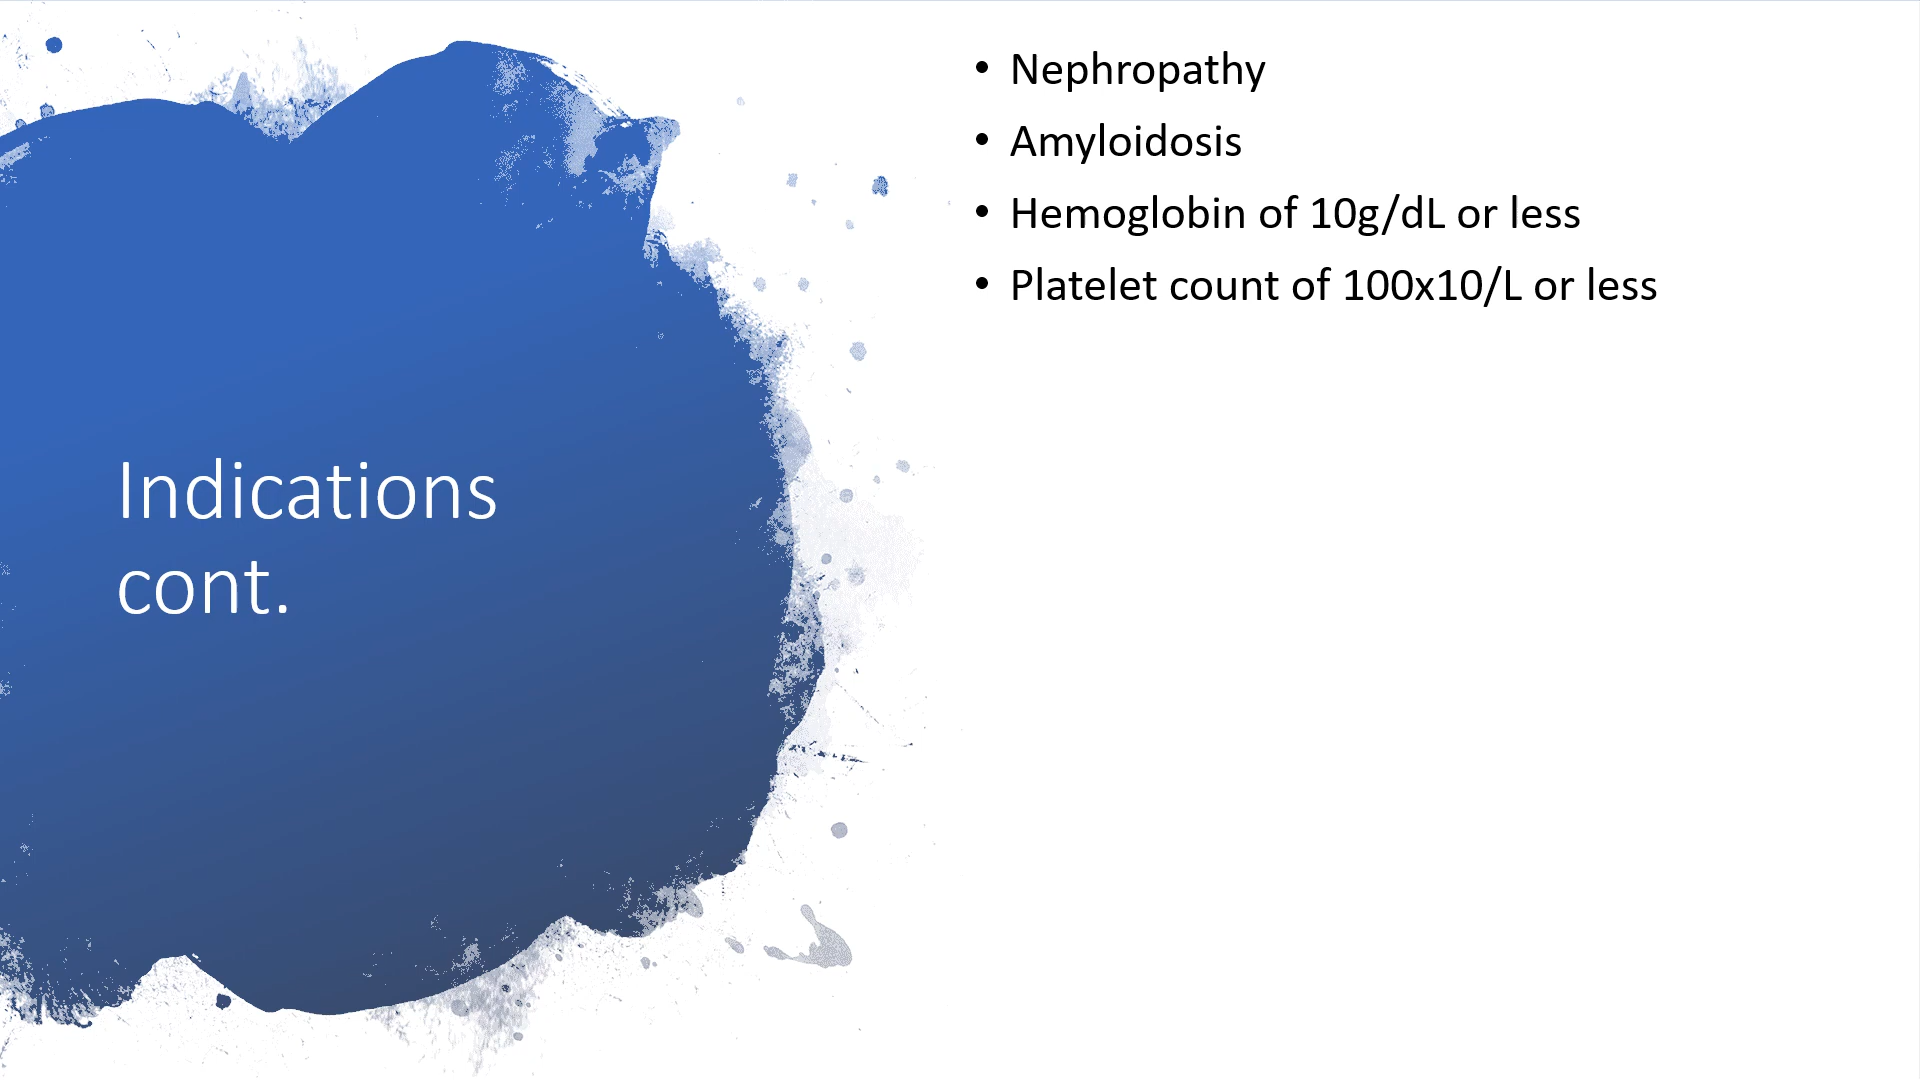 Indications
cont.
• Nephropathy
• Amyloidosis
• Hemoglobin of 10g/dL or less
• Platelet count of 100x10/L or less